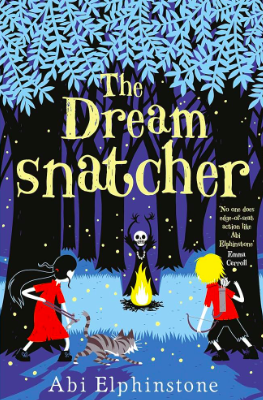 The
Dream
snatcher
'No one does
edge-of-seat
action like
Abi
Elphinstone'
Emma
Carroll
Abi Elphinstone